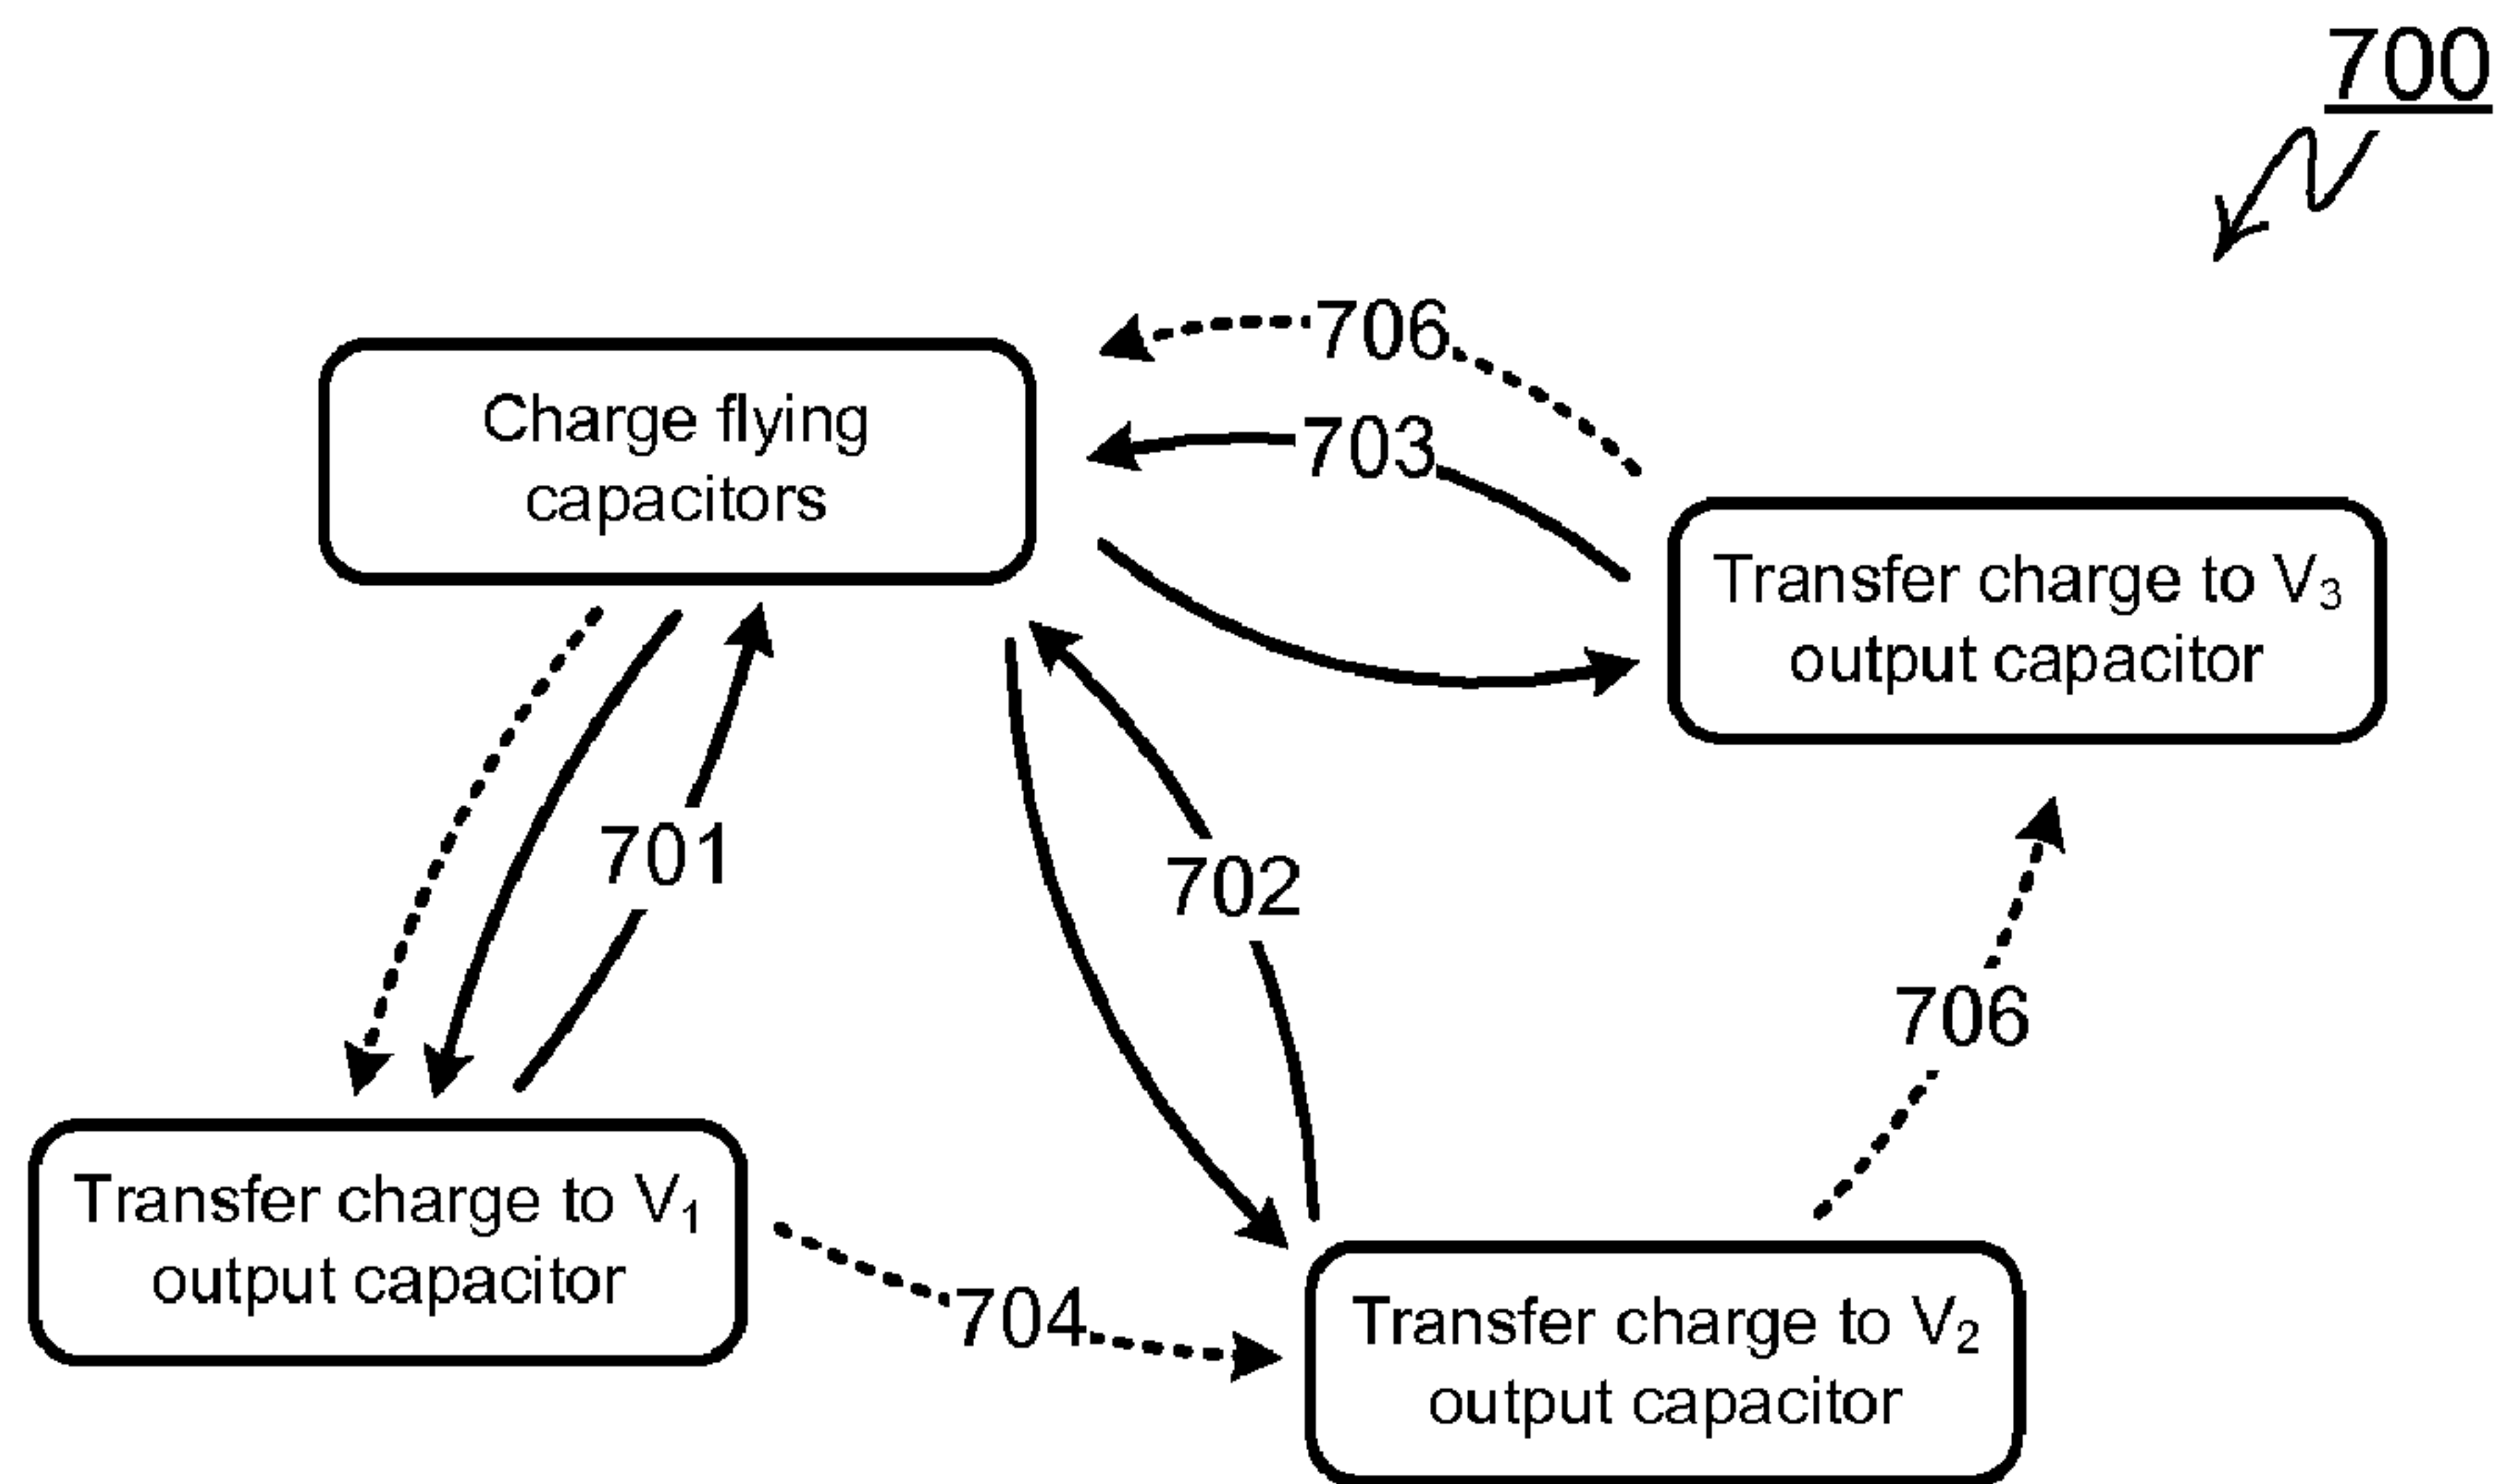 700
706
Charge flying
capacitors
703
Transfer charge to V₃
output capacitor
701
702
706
Transfer charge to V₁
output capacitor
704
Transfer charge to V₂
output capacitor